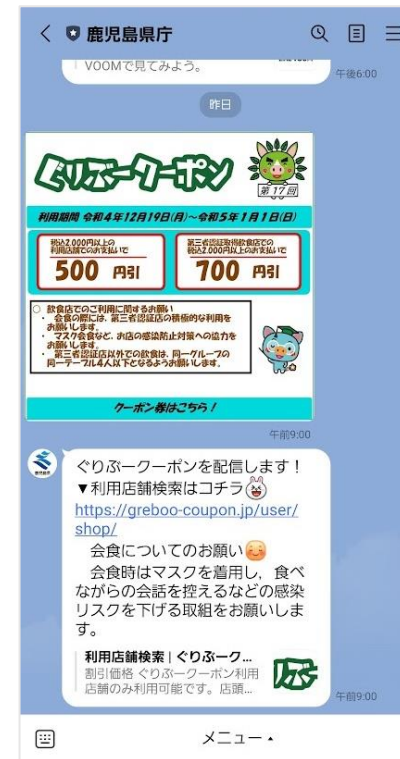 鹿児島県庁
VOOMで見てみよう。
午後6:00
昨日
ぐりぶークーポン
第17回
利用期間 令和4年12月19日(月)~令和5年1月1日(日)
税込2,000円以上の
利用店舗でのお支払いで
500 円引
第三者認証取得飲食店での
税込2,000円以上のお支払いで
700 円引
○ 飲食店でのご利用に関するお願い
・ 会食の際には、第三者認証店の積極的な利用を
お願いします。
・ マスク会食など、お店の感染防止対策への協力を
お願いします。
・ 第三者認証店以外での飲食は、同一グループの
同一テーブル4人以下となるようお願いします。
クーポン券はこちら!
午前9:00
ぐりぶークーポンを配信します!
▼利用店舗検索はコチラ
https://greboo-coupon.jp/user/
shop/
会食についてのお願い
会食時はマスクを着用し，食べ
ながらの会話を控えるなどの感染
リスクを下げる取組をお願いしま
す。
利用店舗検索 | ぐりぶーク...
割引価格 ぐりぶークーポン利用
店舗のみ利用可能です。店頭...
午前9:00
メニュー